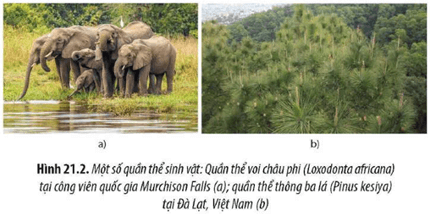 a)
b)
Hình 21.2. Một số quần thể sinh vật: Quần thể voi châu phi (Loxodonta africana)
tại công viên quốc gia Murchison Falls (a); quần thể thông ba lá (Pinus kesiya)
tại Đà Lạt, Việt Nam (b)